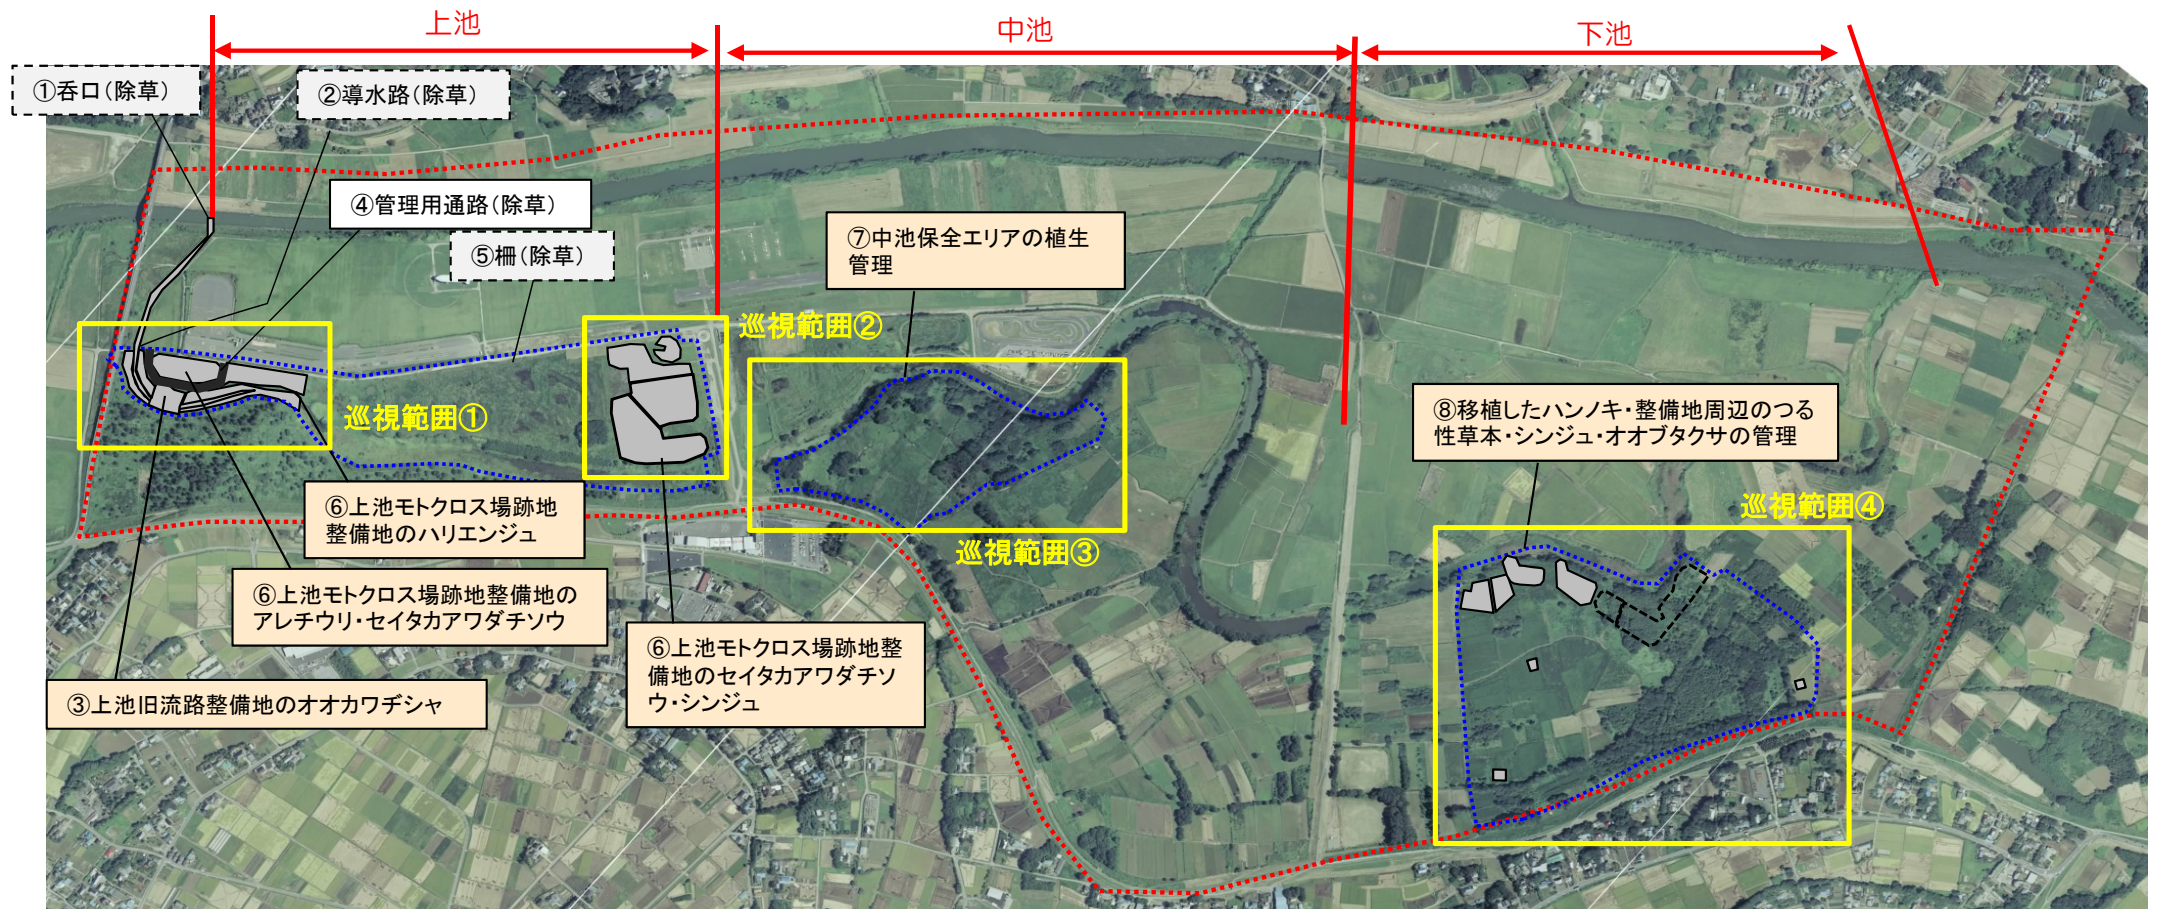 上池
中池
下池
①呑口（除草）
②導水路（除草）
④管理用通路（除草）
⑤柵（除草）
⑦中池保全エリアの植生
管理
巡視範囲②
巡視範囲①
⑧移植したハンノキ・整備地周辺のつる
性草本・シンジュ・オオブタクサの管理
巡視範囲④
⑥上池モトクロス場跡地
整備地のハリエンジュ
巡視範囲③
⑥上池モトクロス場跡地整備地の
アレチウリ・セイタカアワダチソウ
⑥上池モトクロス場跡地整
備地のセイタカアワダチソ
ウ・シンジュ
③上池旧流路整備地のオオカワヂシャ